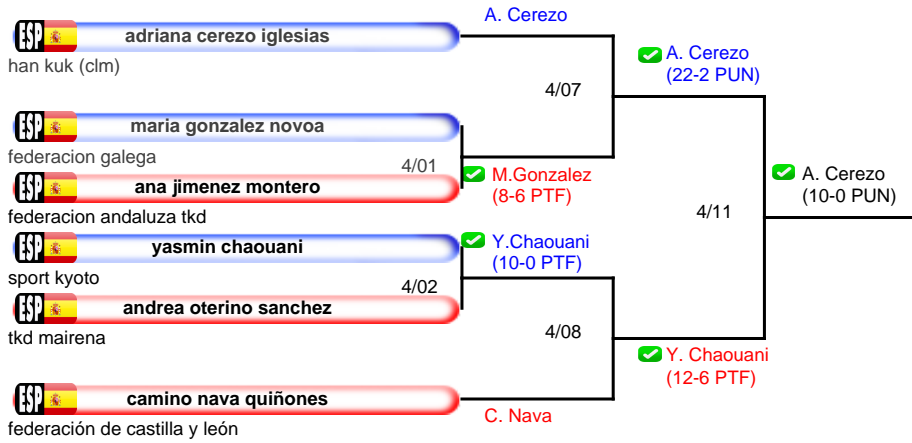 A. Cerezo
ESP adriana cerezo iglesias
han kuk (clm)
A. Cerezo
(22-2 PUN)
4/07
ESP maria gonzalez novoa
federacion galega
4/01
M.Gonzalez
(8-6 PTF)
ESP ana jimenez montero
federacion andaluza tkd
A. Cerezo
(10-0 PUN)
4/11
ESP yasmin chaouani
sport kyoto
Y.Chaouani
(10-0 PTF)
4/02
ESP andrea oterino sanchez
tkd mairena
4/08
Y. Chaouani
(12-6 PTF)
ESP camino nava quiñones
federación de castilla y león
C. Nava